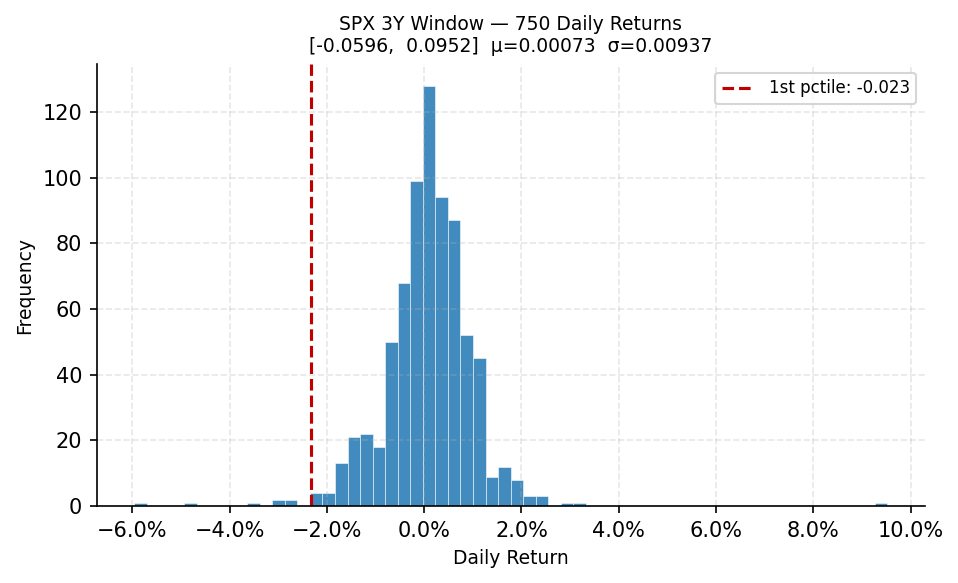 SPX 3Y Window — 750 Daily Returns
[-0.0596,  0.0952]  μ=0.00073  σ=0.00937
1st pctile: -0.023
Frequency
120
100
80
60
40
20
0
−6.0% −4.0% −2.0% 0.0% 2.0% 4.0% 6.0% 8.0% 10.0%
Daily Return